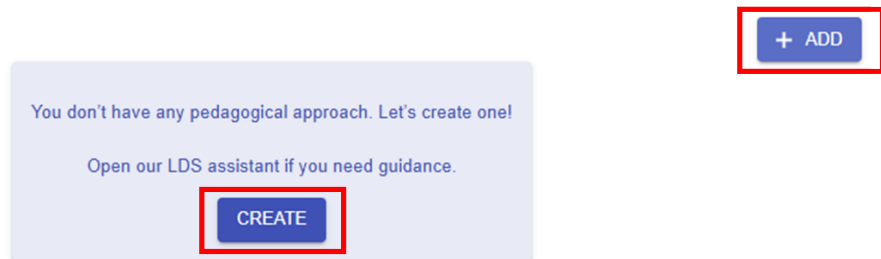 + ADD
You don't have any pedagogical approach. Let's create one!
Open our LDS assistant if you need guidance.
CREATE